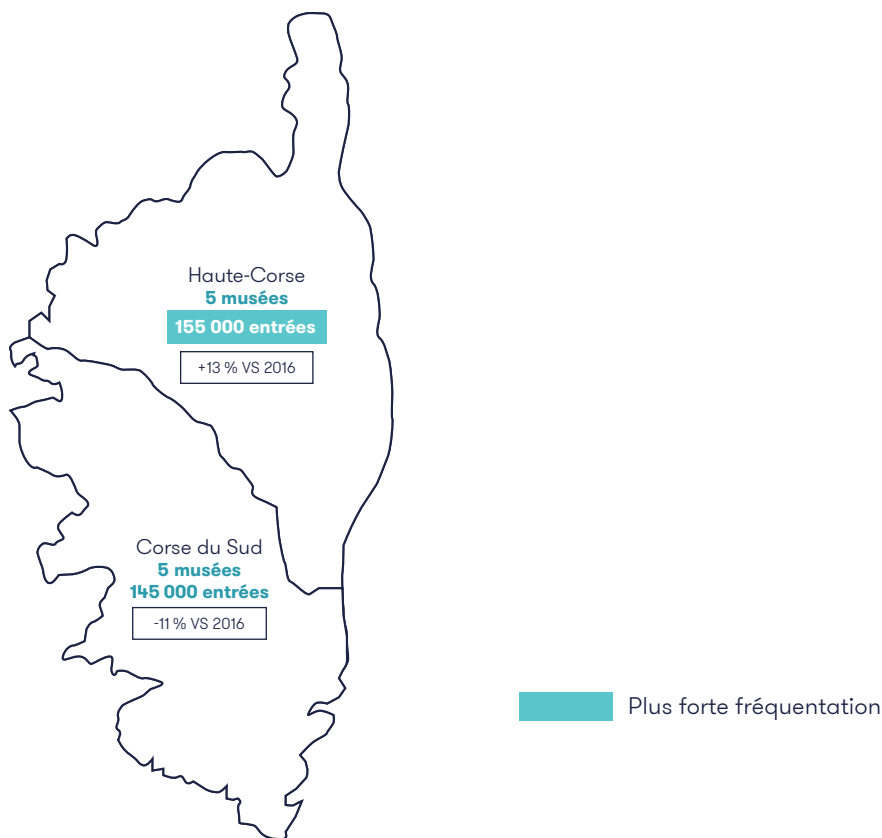 Haute-Corse
5 musées
155 000 entrées
+13 % VS 2016
Corse du Sud
5 musées
145 000 entrées
-11 % VS 2016
Plus forte fréquentation